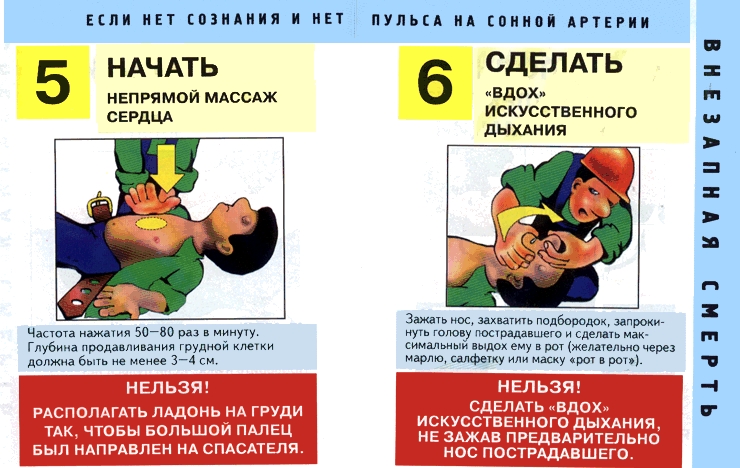 ЕСЛИ НЕТ СОЗНАНИЯ И НЕТ ПУЛЬСА НА СОННОЙ АРТЕРИИ
5
НАЧАТЬ
НЕПРЯМОЙ МАССАЖ
СЕРДЦА
Частота нажатия 50—80 раз в минуту.
Глубина продавливания грудной клетки
должна быть не менее 3—4 см.
НЕЛЬЗЯ!
РАСПОЛАГАТЬ ЛАДОНЬ НА ГРУДИ
ТАК, ЧТОБЫ БОЛЬШОЙ ПАЛЕЦ
БЫЛ НАПРАВЛЕН НА СПАСАТЕЛЯ.
6
СДЕЛАТЬ
«ВДОХ»
ИСКУССТВЕННОГО
ДЫХАНИЯ
Зажать нос, захватить подбородок, запроки-
нуть голову пострадавшего и сделать мак-
симальный выдох ему в рот (желательно через
марлю, салфетку или маску «рот в рот»).
НЕЛЬЗЯ!
СДЕЛАТЬ «ВДОХ»
ИСКУССТВЕННОГО ДЫХАНИЯ,
НЕ ЗАЖАВ ПРЕДВАРИТЕЛЬНО
НОС ПОСТРАДАВШЕГО.
ВНЕЗАПНАЯ СМЕРТЬ